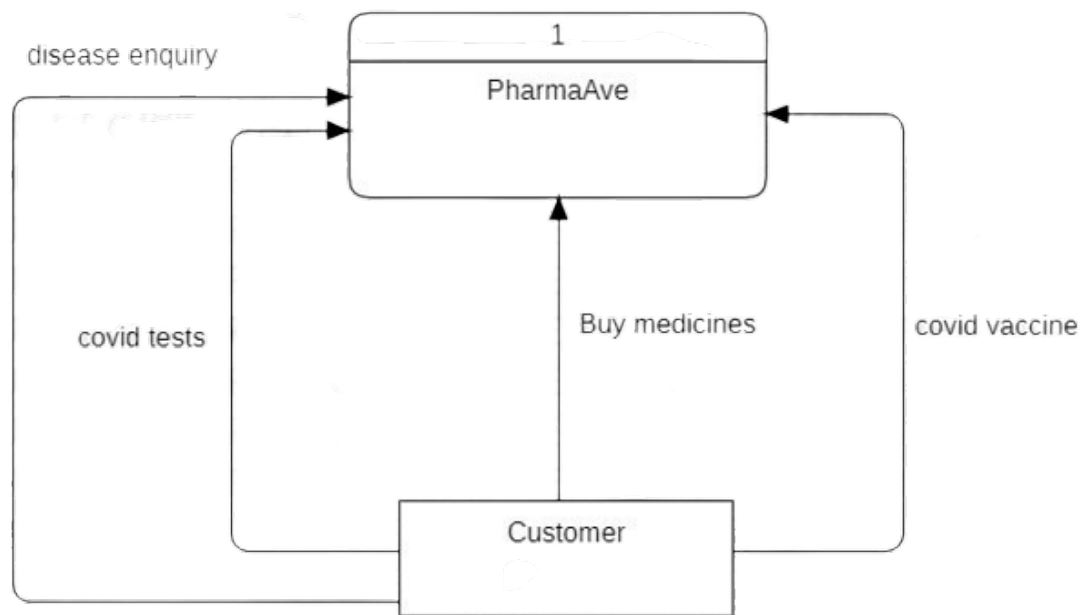 1
disease enquiry
PharmaAve
Buy medicines
covid vaccine
covid tests
Customer